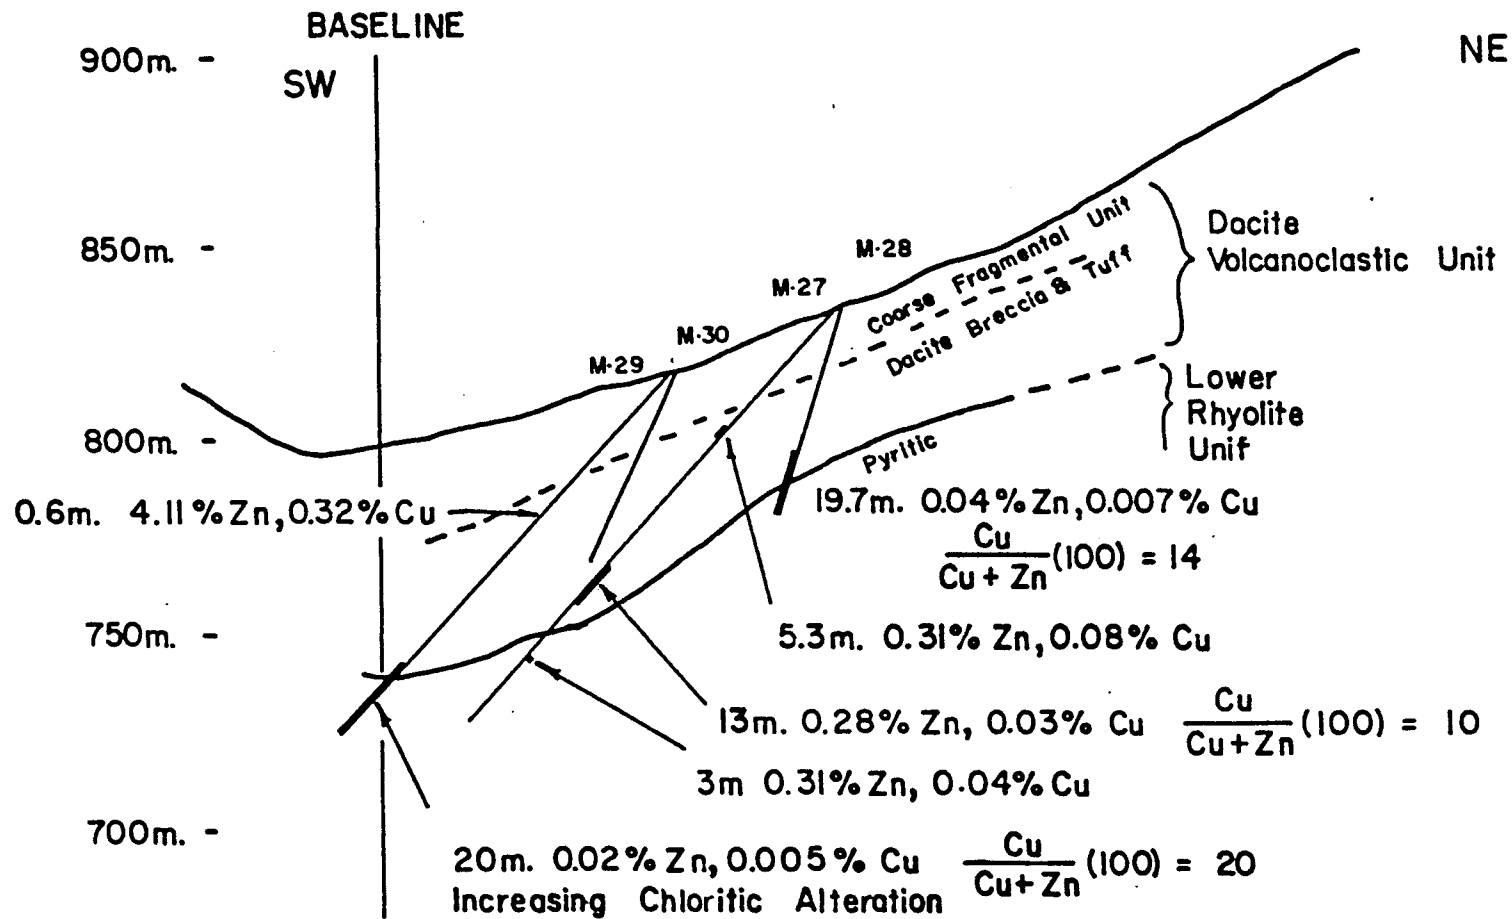 BASELINE
900m. -
SW
NE
850m. -
M-28
Coarse Fragmental Unit
Dacite Breccia & Tuff
Dacite
Volcanoclastic Unit
M-27
M-30
M-29
Lower
Rhyolite
Unit
800m. -
Pyritic
0.6m. 4.11% Zn, 0.32% Cu
19.7m. 0.04% Zn, 0.007% Cu
Cu
Cu + Zn (100) = 14
750m. -
5.3m. 0.31% Zn, 0.08% Cu
13m. 0.28% Zn, 0.03% Cu
Cu
Cu + Zn (100) = 10
3m 0.31% Zn, 0.04% Cu
700m. -
20m. 0.02% Zn, 0.005% Cu
Cu
Cu + Zn (100) = 20
Increasing Chloritic Alteration